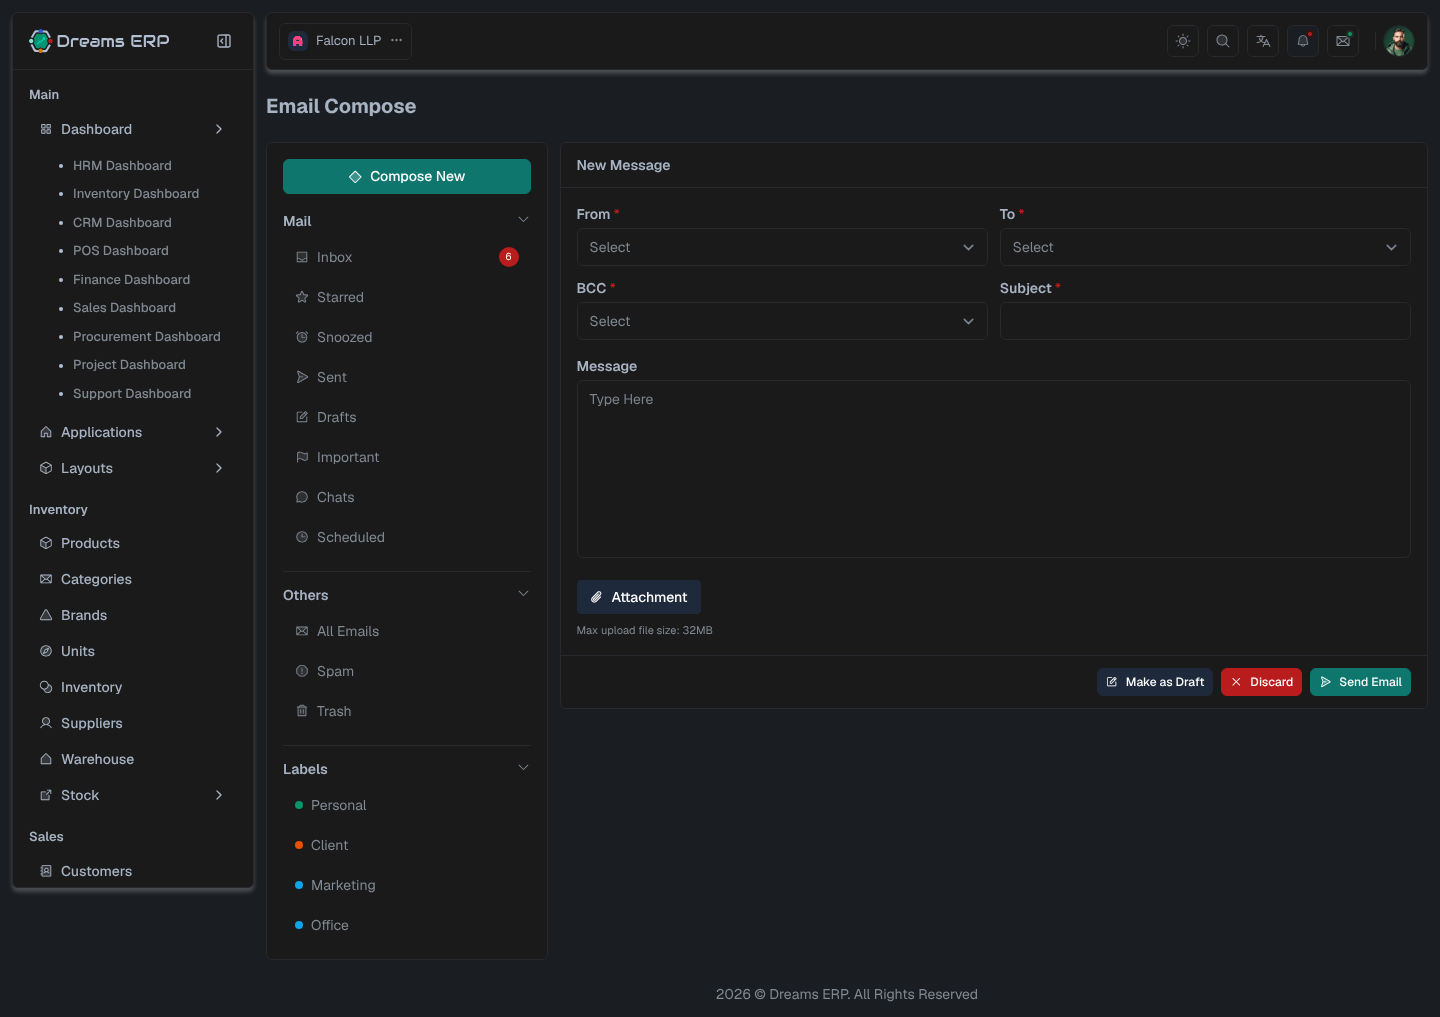 Dreams ERP
Falcon LLP
Main
Dashboard
HRM Dashboard
Inventory Dashboard
CRM Dashboard
POS Dashboard
Finance Dashboard
Sales Dashboard
Procurement Dashboard
Project Dashboard
Support Dashboard
Applications
Layouts
Inventory
Products
Categories
Brands
Units
Inventory
Suppliers
Warehouse
Stock
Sales
Customers
Email Compose
Compose New
Mail
Inbox 6
Starred
Snoozed
Sent
Drafts
Important
Chats
Scheduled
Others
All Emails
Spam
Trash
Labels
Personal
Client
Marketing
Office
New Message
From * To *
Select Select
BCC * Subject *
Select
Message
Type Here
Attachment
Max upload file size: 32MB
Make as Draft Discard Send Email
2026 © Dreams ERP. All Rights Reserved